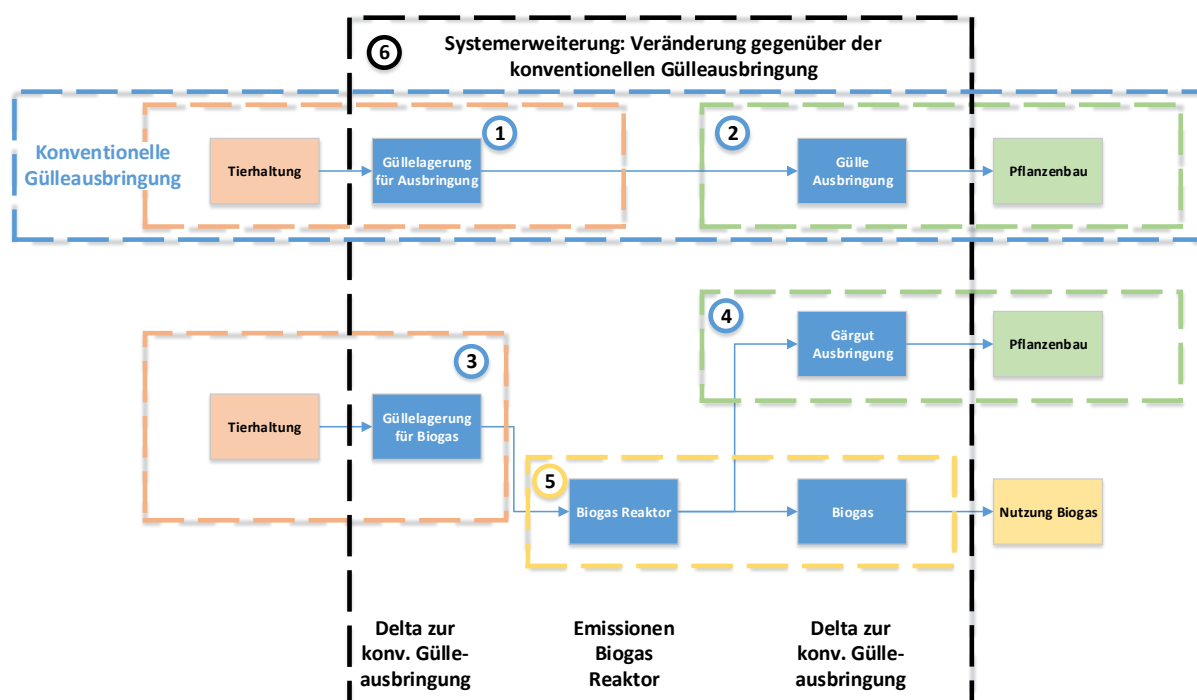 6
Systemerweiterung: Veränderung gegenüber der
konventionellen Gülleausbringung
Konventionelle
Gülleausbringung
Tierhaltung
Güllelagerung
für Ausbringung
1
2
Gülle
Ausbringung
Pflanzenbau
4
Gärgut
Ausbringung
Pflanzenbau
3
Tierhaltung
Güllelagerung
für Biogas
5
Biogas Reaktor
Biogas
Nutzung Biogas
Delta zur
konv. Gülle-
ausbringung
Emissionen
Biogas
Reaktor
Delta zur
konv. Gülle-
ausbringung